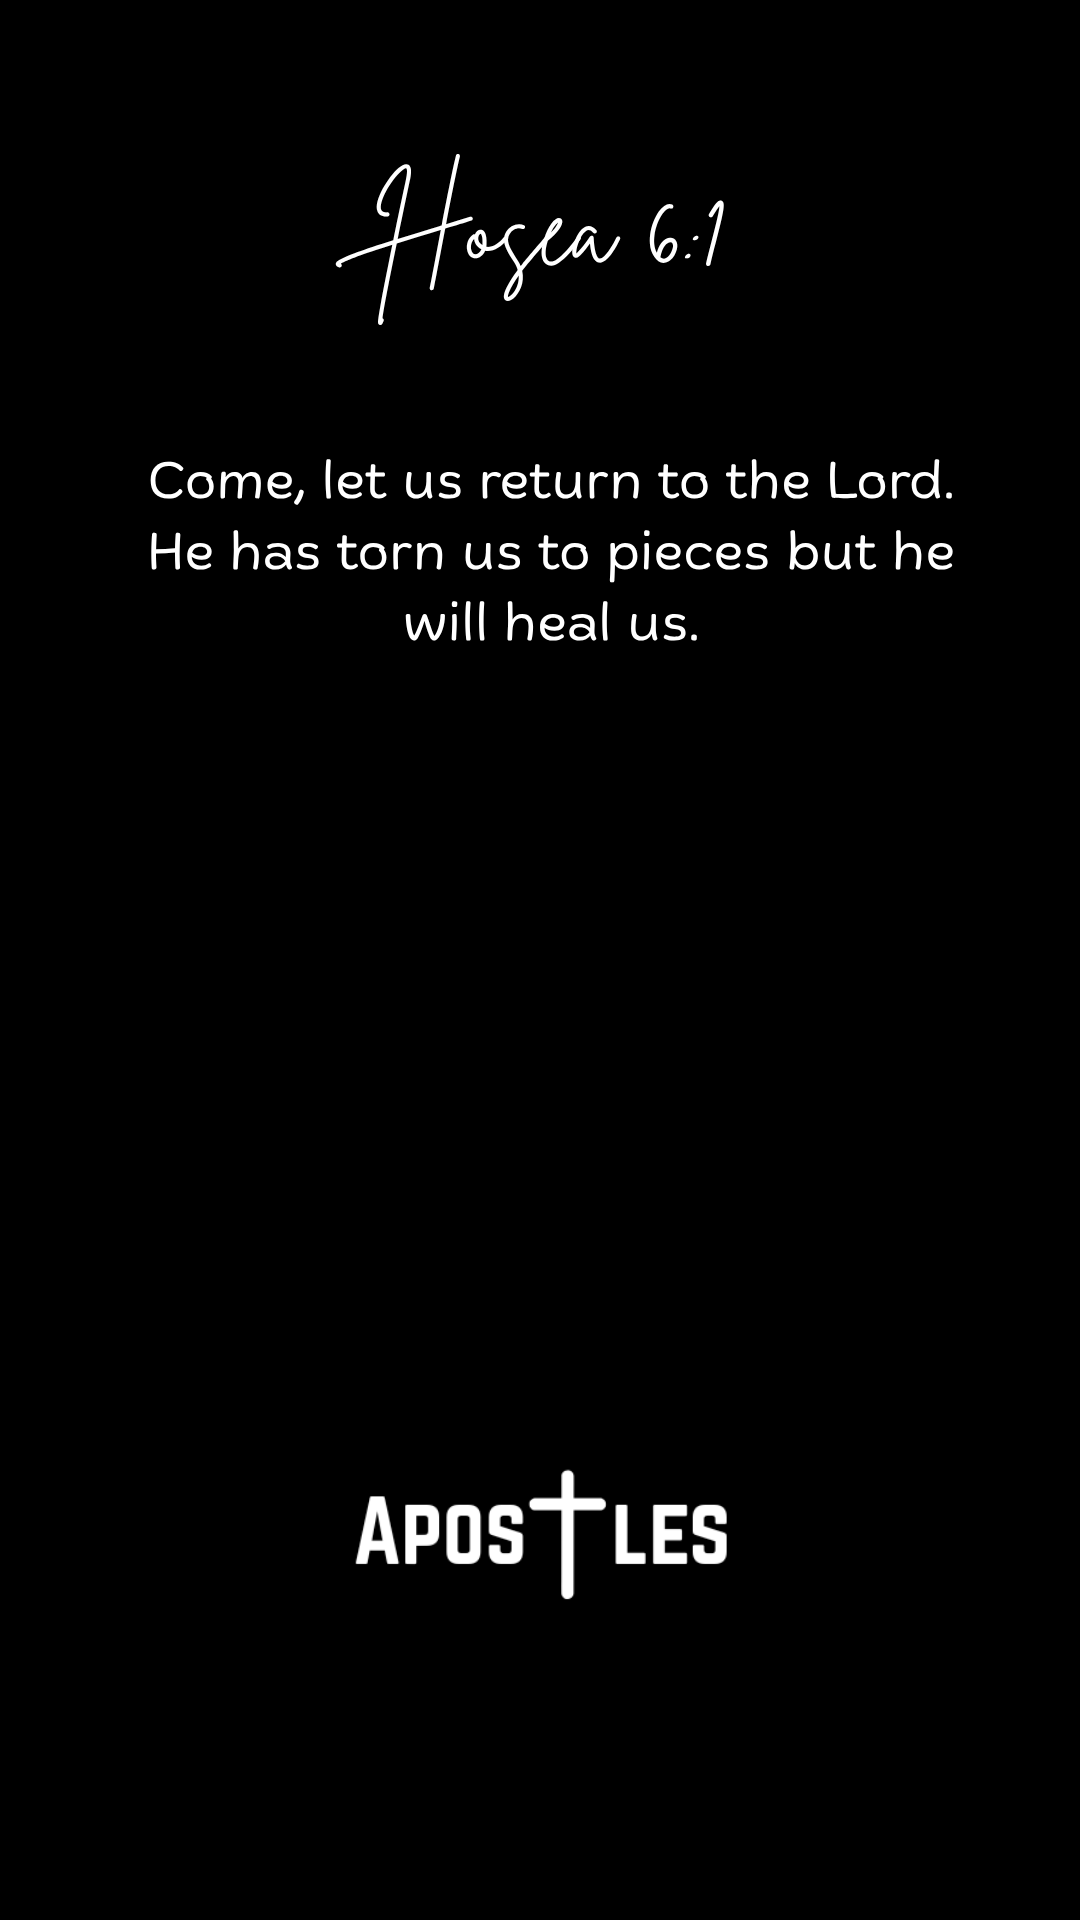 Hosea 6:1
Come, let us return to the Lord.
He has torn us to pieces but he
will heal us.
APOSTLES